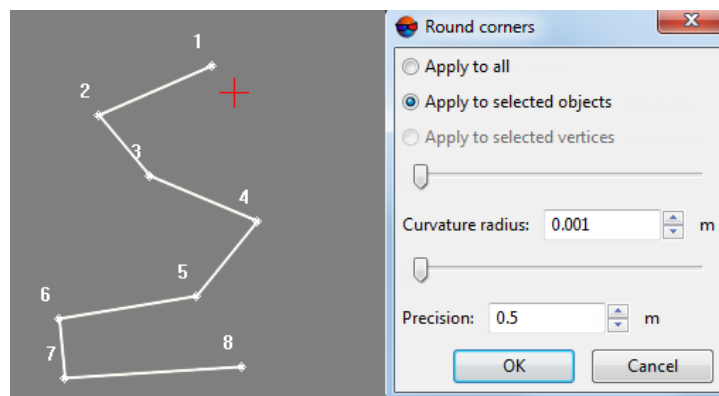 1
2
3
4
5
6
7
8
Round corners
Apply to all
Apply to selected objects
Apply to selected vertices
Curvature radius: 0.001 m
Precision: 0.5 m
OK Cancel